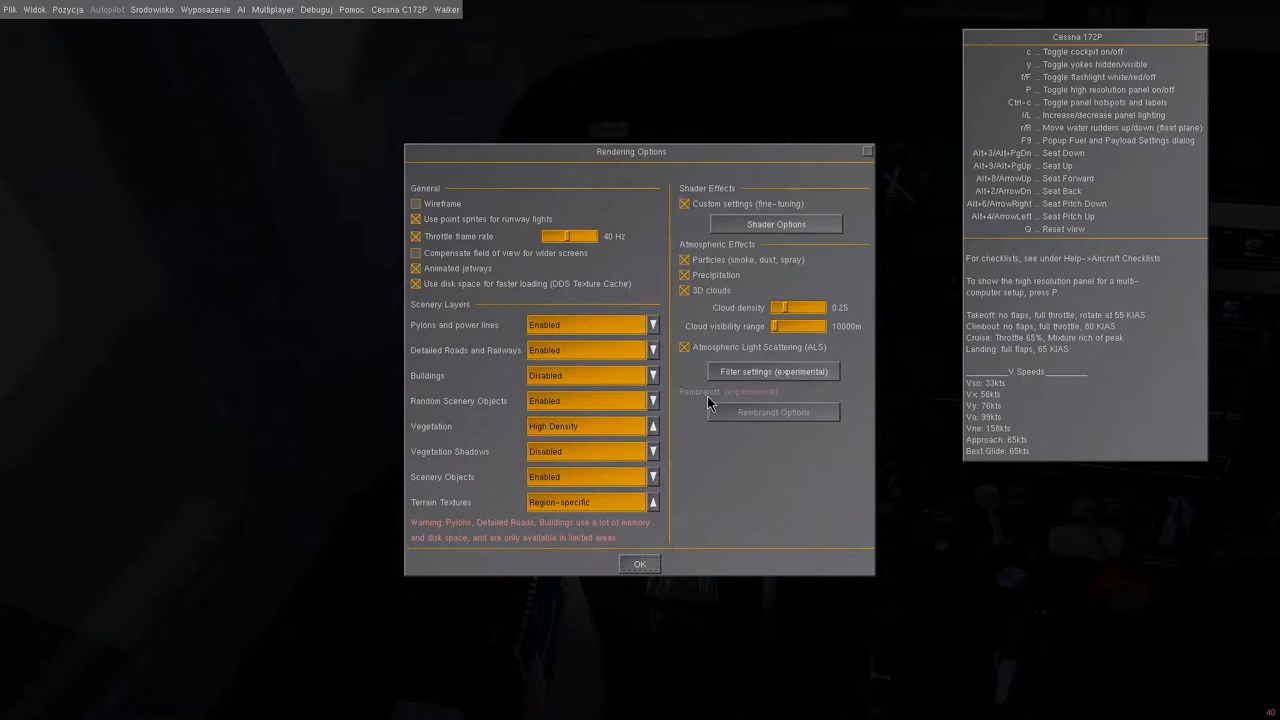 Plik Widok Pozycja Autopilot Środowisko Wyposażenie AI Multiplayer Debuguj Pomoc Cessna C172P Walker
Rendering Options
General
Wireframe
Use point sprites for runway lights
Throttle frame rate 40 Hz
Compensate field of view for wider screens
Animated jetways
Use disk space for faster loading (DDS Texture Cache)
Scenery Layers
Pylons and power lines Enabled
Detailed Roads and Railways Enabled
Buildings Disabled
Random Scenery Objects Enabled
Vegetation High Density
Vegetation Shadows Disabled
Scenery Objects Enabled
Terrain Textures Region-specific
Warning: Pylons, Detailed Roads, Buildings use a lot of memory
and disk space, and are only available in limited areas.
Shader Effects
Custom settings (fine-tuning)
Shader Options
Atmospheric Effects
Particles (smoke, dust, spray)
Precipitation
3D clouds
Cloud density 0.25
Cloud visibility range 10000m
Atmospheric Light Scattering (ALS)
Filter settings (experimental)
Rembrandt (experimental)
Rembrandt Options
OK
Cessna 172P
c ... Toggle cockpit on/off
y ... Toggle yokes hidden/visible
f/F ... Toggle flashlight white/red/off
P ... Toggle high resolution panel on/off
Ctrl-c ... Toggle panel hotspots and labels
l/L ... Increase/decrease panel lighting
r/R ... Move water rudders up/down (float plane)
F9 ... Popup Fuel and Payload Settings dialog
Alt+3/Alt+PgDn ... Seat Down
Alt+9/Alt+PgUp ... Seat Up
Alt+8/ArrowUp ... Seat Forward
Alt+2/ArrowDn ... Seat Back
Alt+6/ArrowRight ... Seat Pitch Down
Alt+4/ArrowLeft ... Seat Pitch Up
Q ... Reset view
For checklists, see under Help->Aircraft Checklists
To show the high resolution panel for a multi-
computer setup, press P.
Takeoff: no flaps, full throttle, rotate at 55 KIAS
Climbout: no flaps, full throttle, 80 KIAS
Cruise: Throttle 65%, Mixture rich of peak
Landing: full flaps, 65 KIAS
________V Speeds________
Vso: 33kts
Vx: 56kts
Vy: 76kts
Va: 99kts
Vne: 158kts
Approach: 65kts
Best Glide: 65kts
40